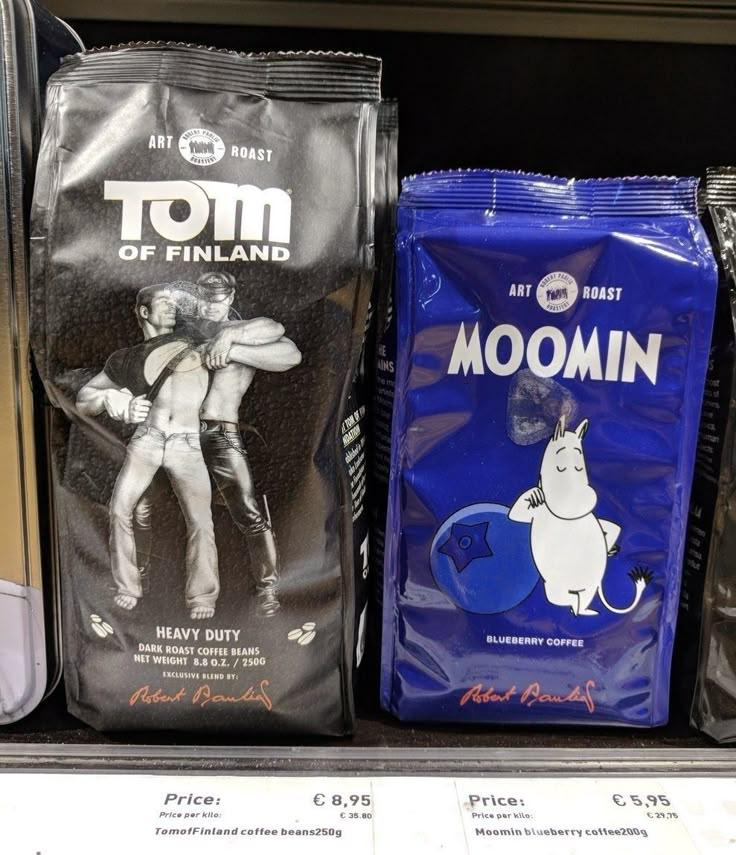 ART ROAST
TOM
OF FINLAND
HEAVY DUTY
DARK ROAST COFFEE BEANS
NET WEIGHT 8.8 O.Z. / 250G
EXCLUSIVE BLEND BY:
Robert Paulig
ART ROAST
MOOMIN
BLUEBERRY COFFEE
Robert Paulig
Price: € 8,95
Price per kilo: € 35.80
TomofFinland coffee beans250g
Price: € 5,95
Price per kilo: € 29,75
Moomin blueberry coffee200g